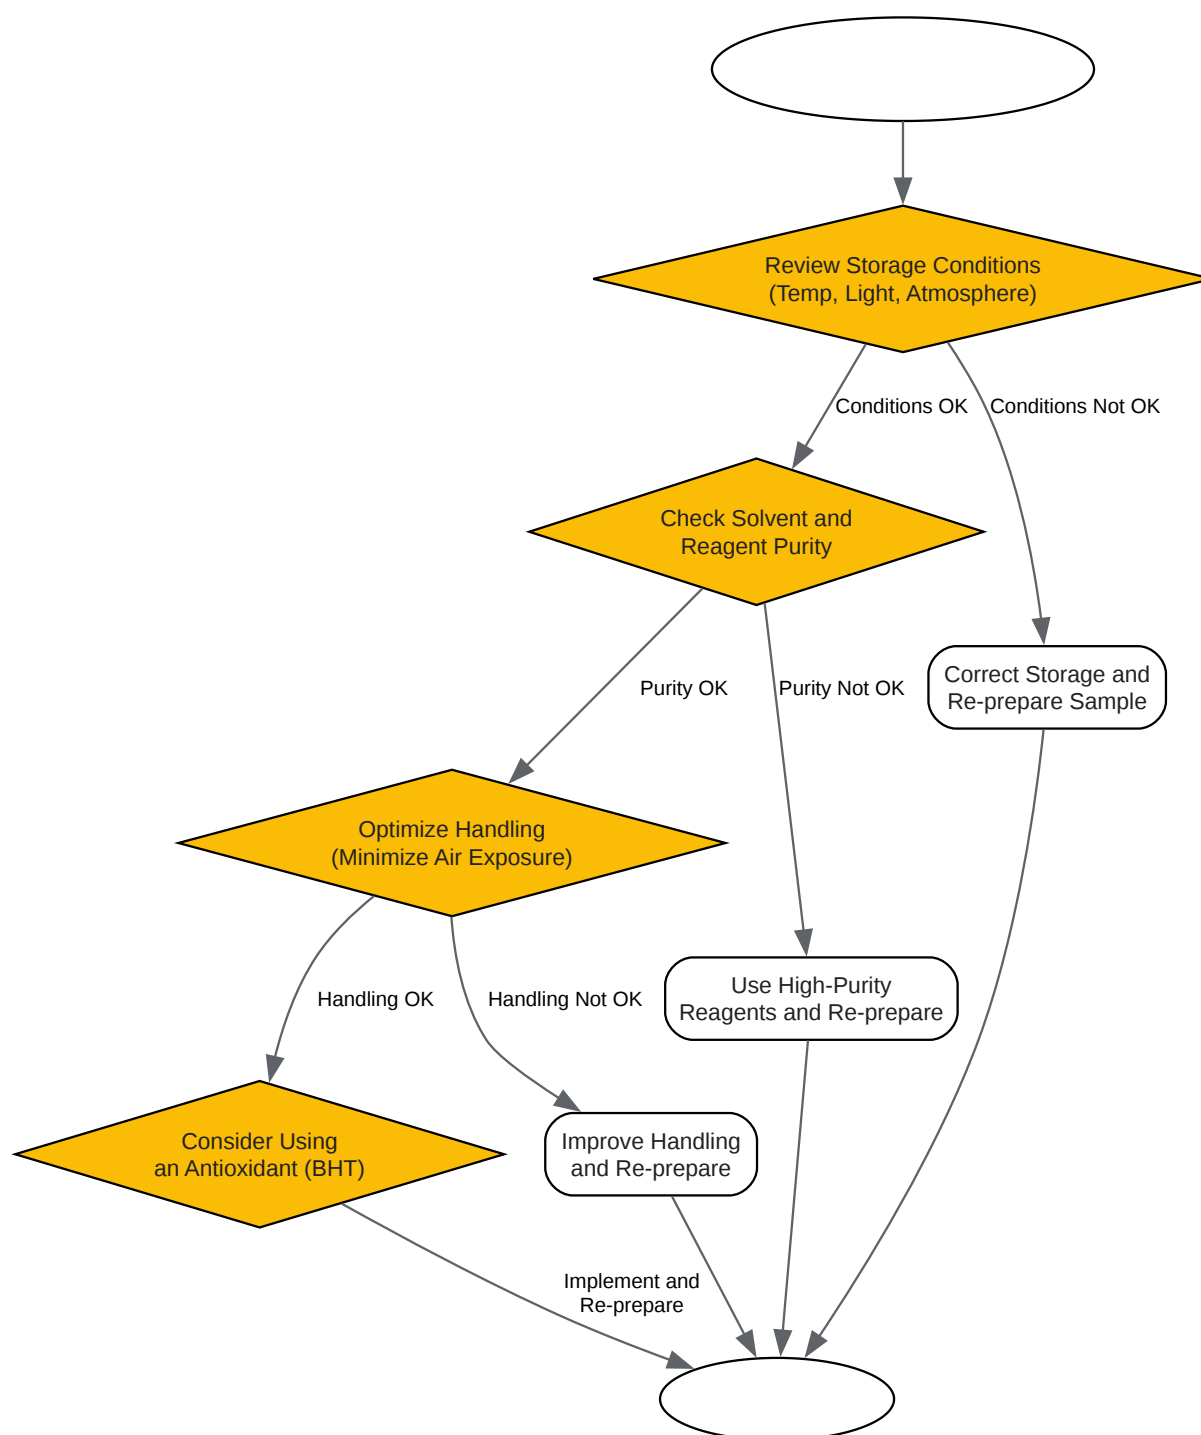 Review Storage Conditions
(Temp, Light, Atmosphere)
Conditions OK
Conditions Not OK
Check Solvent and
Reagent Purity
Correct Storage and
Re-prepare Sample
Purity OK
Purity Not OK
Optimize Handling
(Minimize Air Exposure)
Use High-Purity
Reagents and Re-prepare
Handling OK
Handling Not OK
Consider Using
an Antioxidant (BHT)
Improve Handling
and Re-prepare
Implement and
Re-prepare